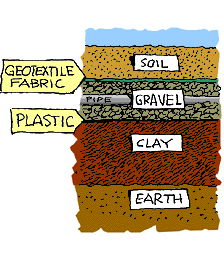 SOIL
GEOTEXTILE
FABRIC
PIPE
GRAVEL
PLASTIC
CLAY
EARTH